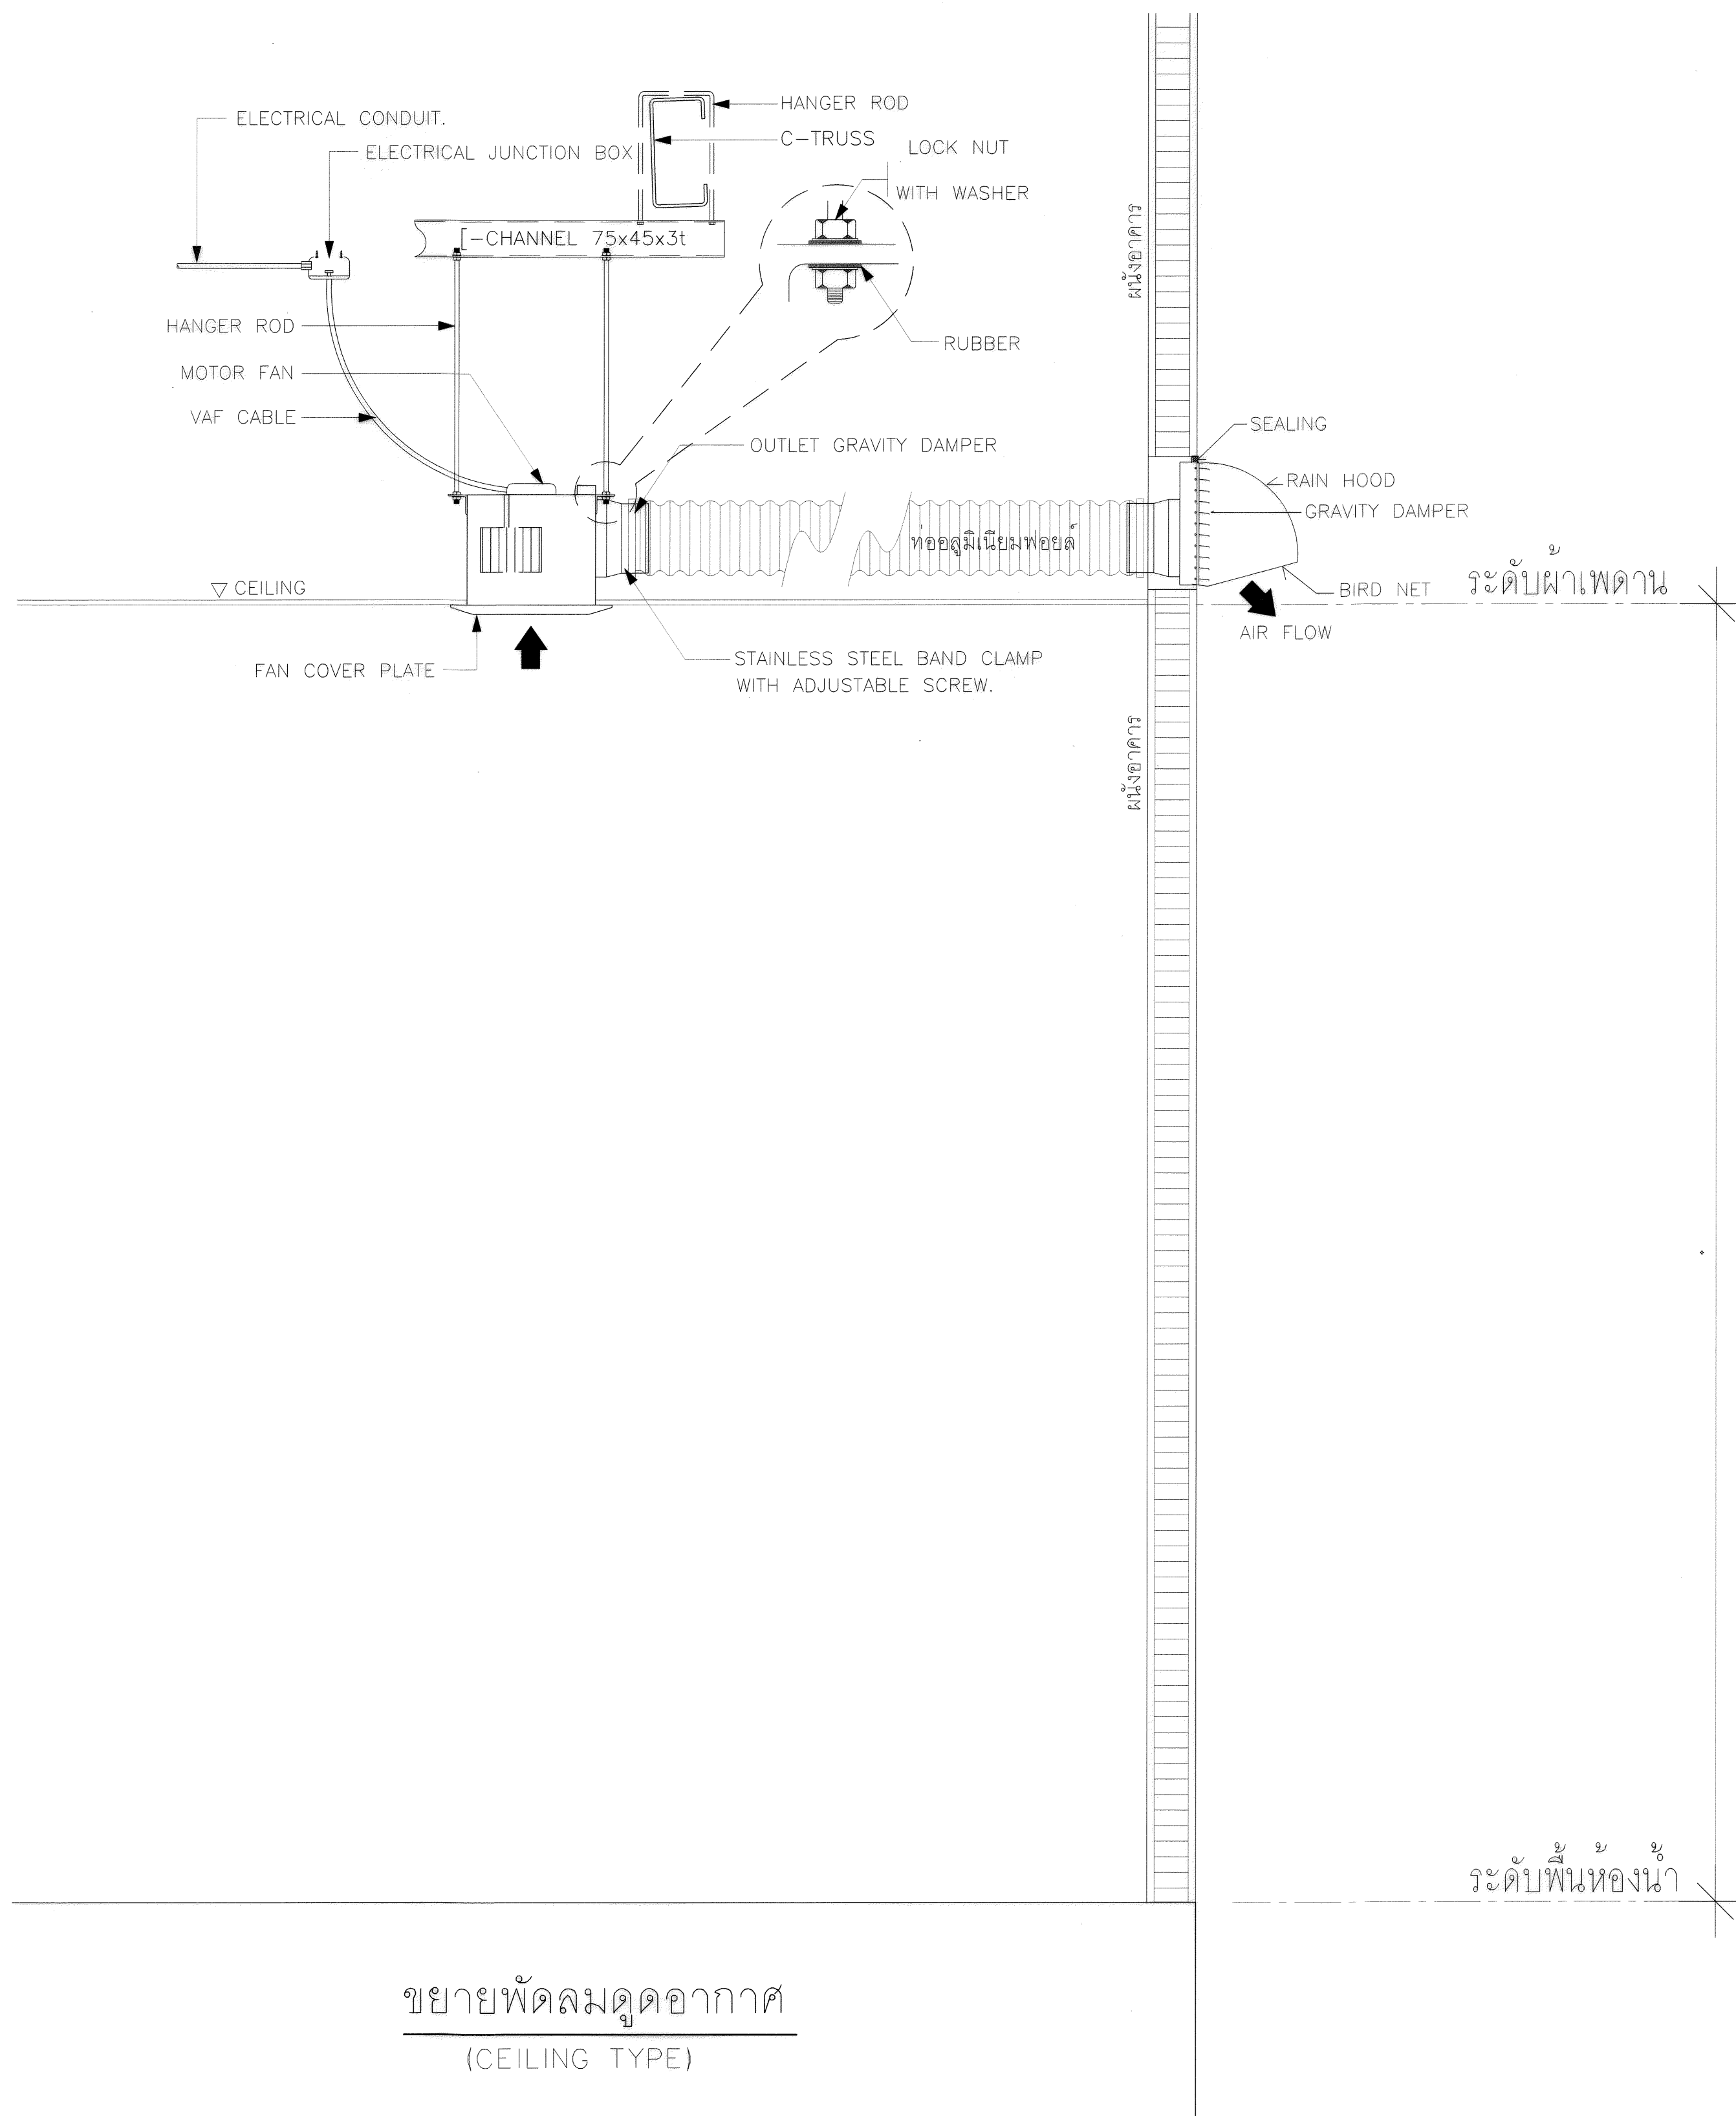 ELECTRICAL CONDUIT.
ELECTRICAL JUNCTION BOX
HANGER ROD
C-TRUSS
LOCK NUT
WITH WASHER
[-CHANNEL 75x45x3t
ผนังอาคาร
HANGER ROD
RUBBER
MOTOR FAN
VAF CABLE
OUTLET GRAVITY DAMPER
SEALING
RAIN HOOD
GRAVITY DAMPER
ท่ออลูมิเนียมฟอยล์
CEILING
BIRD NET
ระดับฝ้าเพดาน
AIR FLOW
FAN COVER PLATE
STAINLESS STEEL BAND CLAMP
WITH ADJUSTABLE SCREW.
ผนังอาคาร
ระดับพื้นห้องน้ำ
ขยายพัดลมดูดอากาศ
(CEILING TYPE)